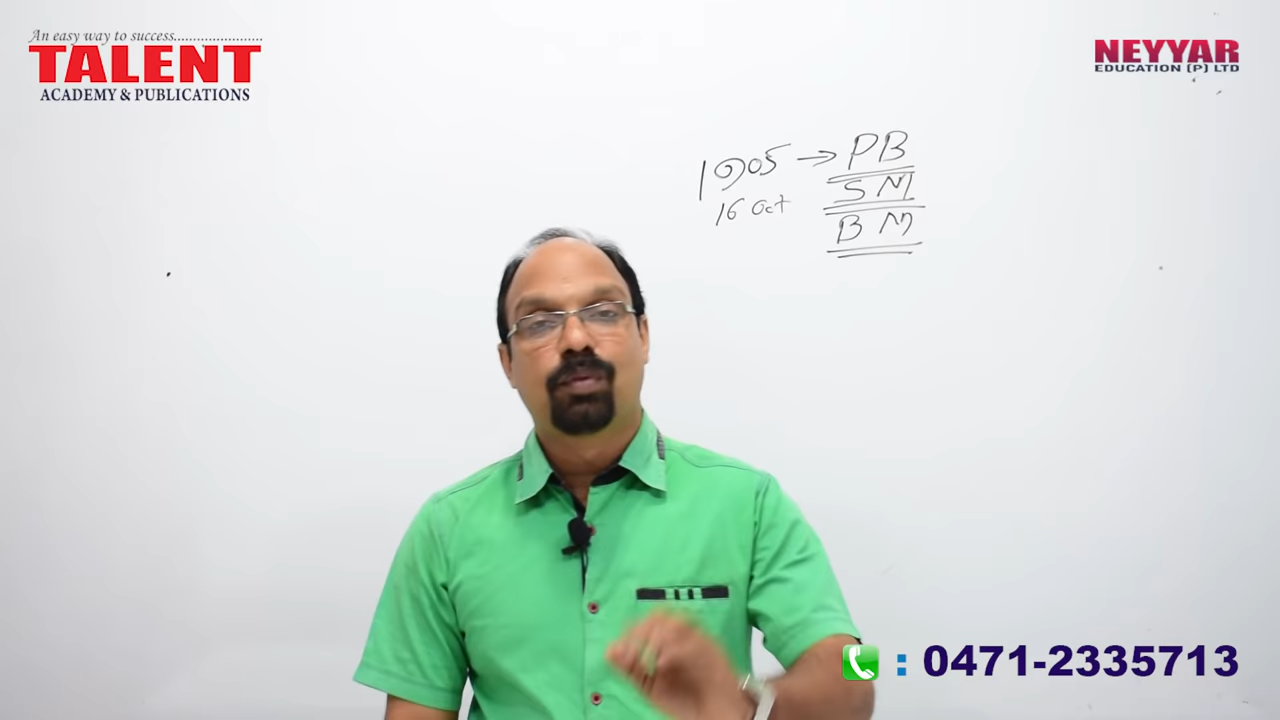 An easy way to success........................
TALENT
ACADEMY & PUBLICATIONS
NEYYAR
EDUCATION (P) LTD
1905 → PB
16 Oct
SM
BM
: 0471-2335713